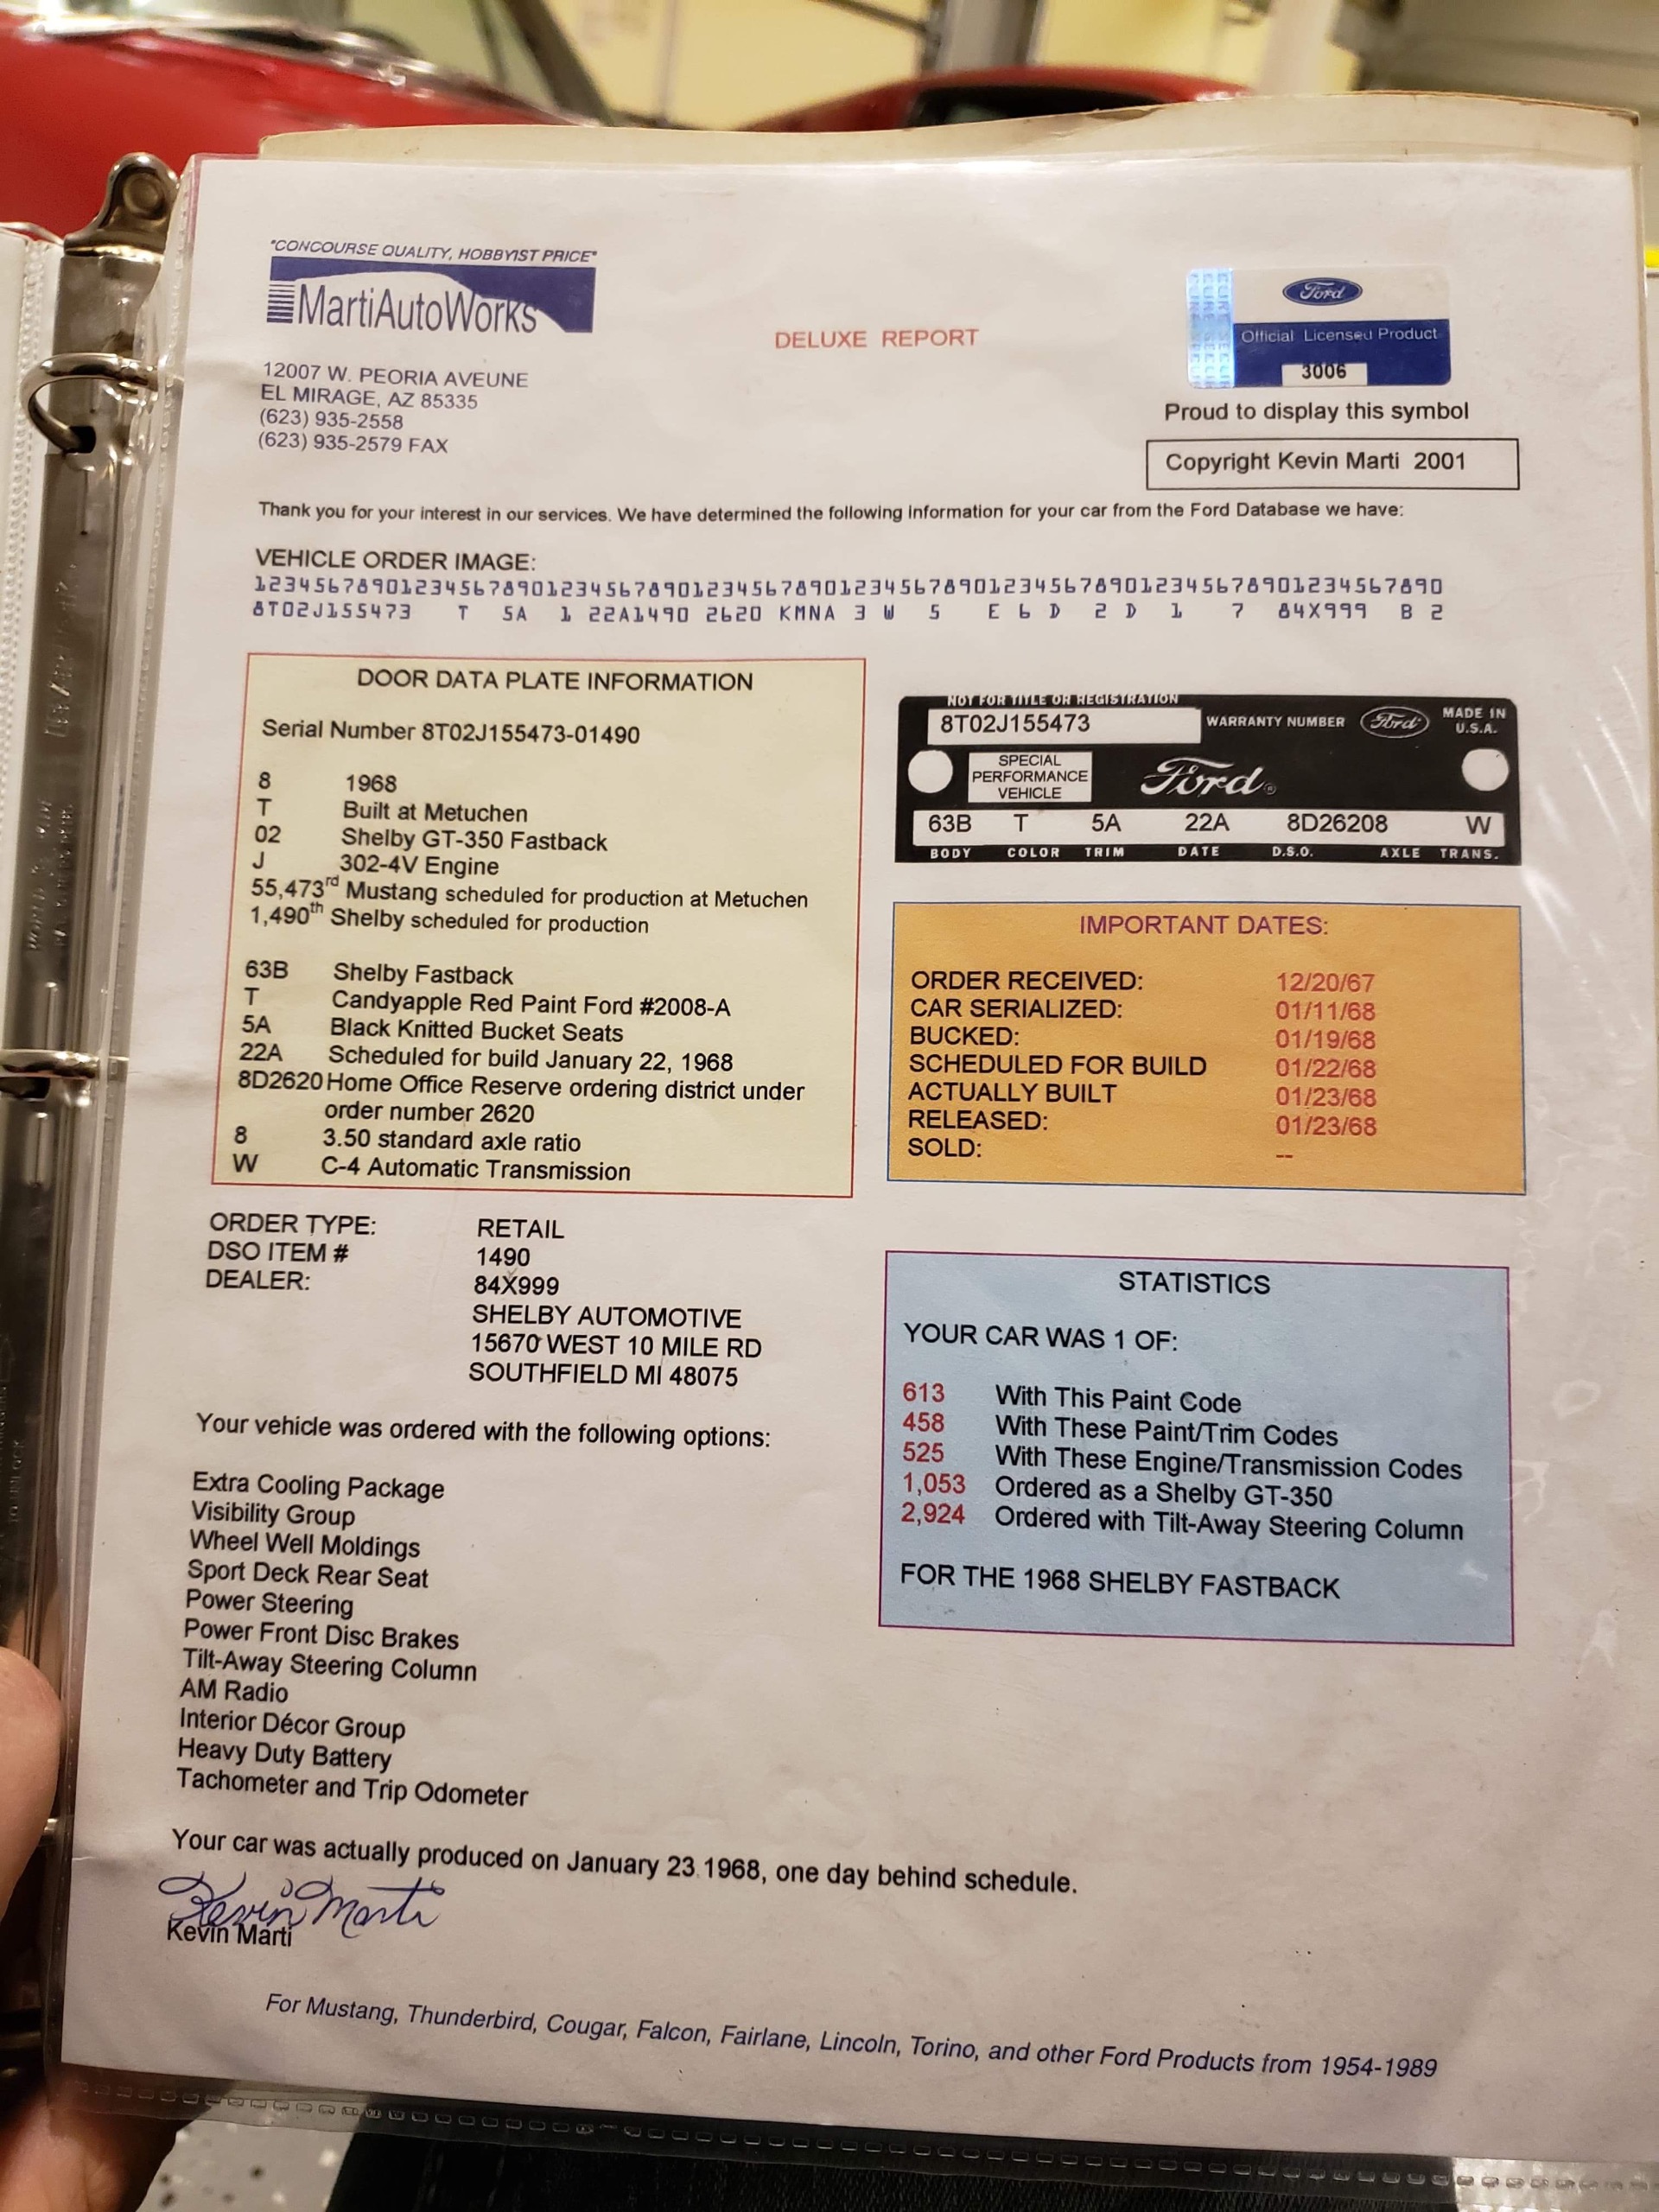 "CONCOURSE QUALITY, HOBBYIST PRICE"
MartiAutoWorks
12007 W. PEORIA AVEUNE
EL MIRAGE, AZ 85335
(623) 935-2558
(623) 935-2579 FAX
DELUXE REPORT
Ford
Official Licensed Product
3006
Proud to display this symbol
Copyright Kevin Marti 2001
Thank you for your interest in our services. We have determined the following information for your car from the Ford Database we have:
VEHICLE ORDER IMAGE:
12345678901234567890123456789012345678901234567890123456789012345678901234567890
8T02J155473 T 5A 1 22A1490 2620 KMNA 3 W 5 E 6 D 2 D 1 7 84X999 B 2
DOOR DATA PLATE INFORMATION
Serial Number 8T02J155473-01490
8 1968
T Built at Metuchen
02 Shelby GT-350 Fastback
J 302-4V Engine
55,473rd Mustang scheduled for production at Metuchen
1,490th Shelby scheduled for production
63B Shelby Fastback
T Candyapple Red Paint Ford #2008-A
5A Black Knitted Bucket Seats
22A Scheduled for build January 22, 1968
8D2620 Home Office Reserve ordering district under
order number 2620
8 3.50 standard axle ratio
W C-4 Automatic Transmission
NOT FOR TITLE OR REGISTRATION
8T02J155473 WARRANTY NUMBER Ford MADE IN
U.S.A.
SPECIAL
PERFORMANCE
VEHICLE
Ford®
63B T 5A 22A 8D26208 W
BODY COLOR TRIM DATE D.S.O. AXLE TRANS.
IMPORTANT DATES:
ORDER RECEIVED: 12/20/67
CAR SERIALIZED: 01/11/68
BUCKED: 01/19/68
SCHEDULED FOR BUILD 01/22/68
ACTUALLY BUILT 01/23/68
RELEASED: 01/23/68
SOLD: --
ORDER TYPE: RETAIL
DSO ITEM # 1490
DEALER: 84X999
SHELBY AUTOMOTIVE
15670 WEST 10 MILE RD
SOUTHFIELD MI 48075
STATISTICS
YOUR CAR WAS 1 OF:
613 With This Paint Code
458 With These Paint/Trim Codes
525 With These Engine/Transmission Codes
1,053 Ordered as a Shelby GT-350
2,924 Ordered with Tilt-Away Steering Column
FOR THE 1968 SHELBY FASTBACK
Your vehicle was ordered with the following options:
Extra Cooling Package
Visibility Group
Wheel Well Moldings
Sport Deck Rear Seat
Power Steering
Power Front Disc Brakes
Tilt-Away Steering Column
AM Radio
Interior Décor Group
Heavy Duty Battery
Tachometer and Trip Odometer
Your car was actually produced on January 23 1968, one day behind schedule.
Kevin Marti
Kevin Marti
For Mustang, Thunderbird, Cougar, Falcon, Fairlane, Lincoln, Torino, and other Ford Products from 1954-1989